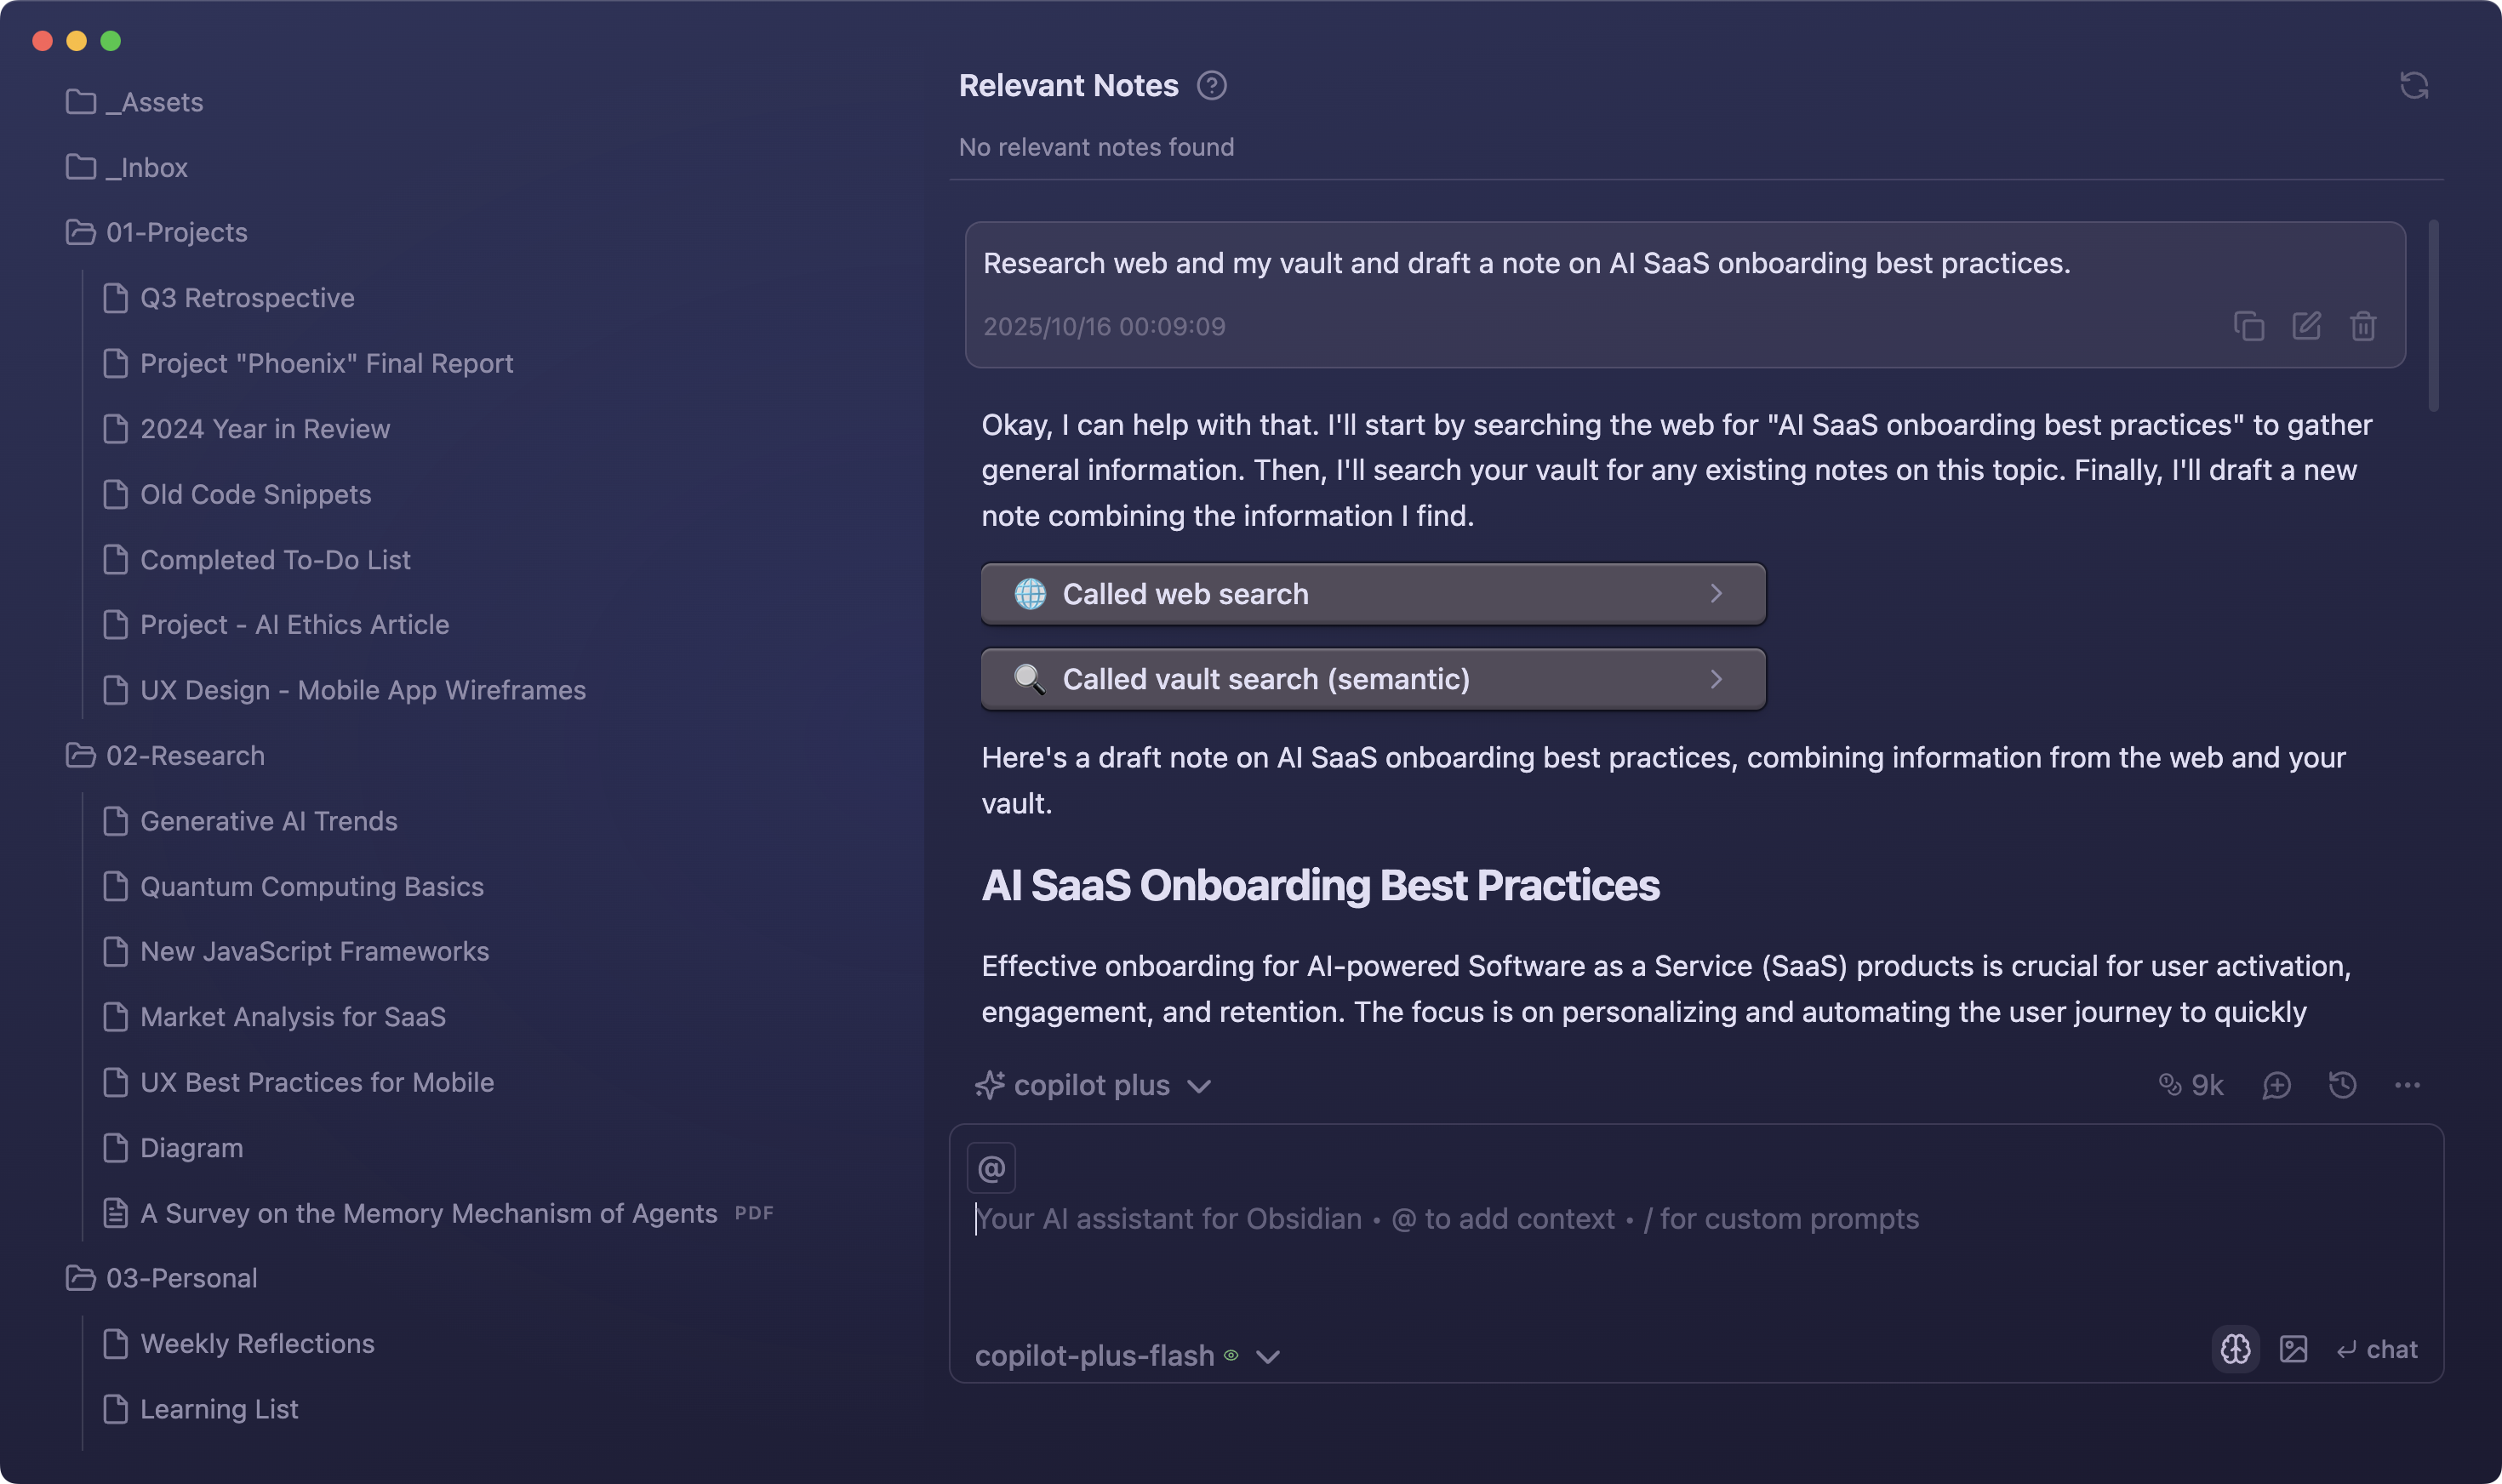 _Assets
_Inbox
01-Projects
Q3 Retrospective
Project "Phoenix" Final Report
2024 Year in Review
Old Code Snippets
Completed To-Do List
Project - AI Ethics Article
UX Design - Mobile App Wireframes
02-Research
Generative AI Trends
Quantum Computing Basics
New JavaScript Frameworks
Market Analysis for SaaS
UX Best Practices for Mobile
Diagram
A Survey on the Memory Mechanism of Agents PDF
03-Personal
Weekly Reflections
Learning List
Relevant Notes
No relevant notes found
Research web and my vault and draft a note on AI SaaS onboarding best practices.
2025/10/16 00:09:09
Okay, I can help with that. I'll start by searching the web for "AI SaaS onboarding best practices" to gather
general information. Then, I'll search your vault for any existing notes on this topic. Finally, I'll draft a new
note combining the information I find.
Called web search
Called vault search (semantic)
Here's a draft note on AI SaaS onboarding best practices, combining information from the web and your
vault.
AI SaaS Onboarding Best Practices
Effective onboarding for AI-powered Software as a Service (SaaS) products is crucial for user activation,
engagement, and retention. The focus is on personalizing and automating the user journey to quickly
copilot plus
9k
@
Your AI assistant for Obsidian • @ to add context • / for custom prompts
copilot-plus-flash
chat